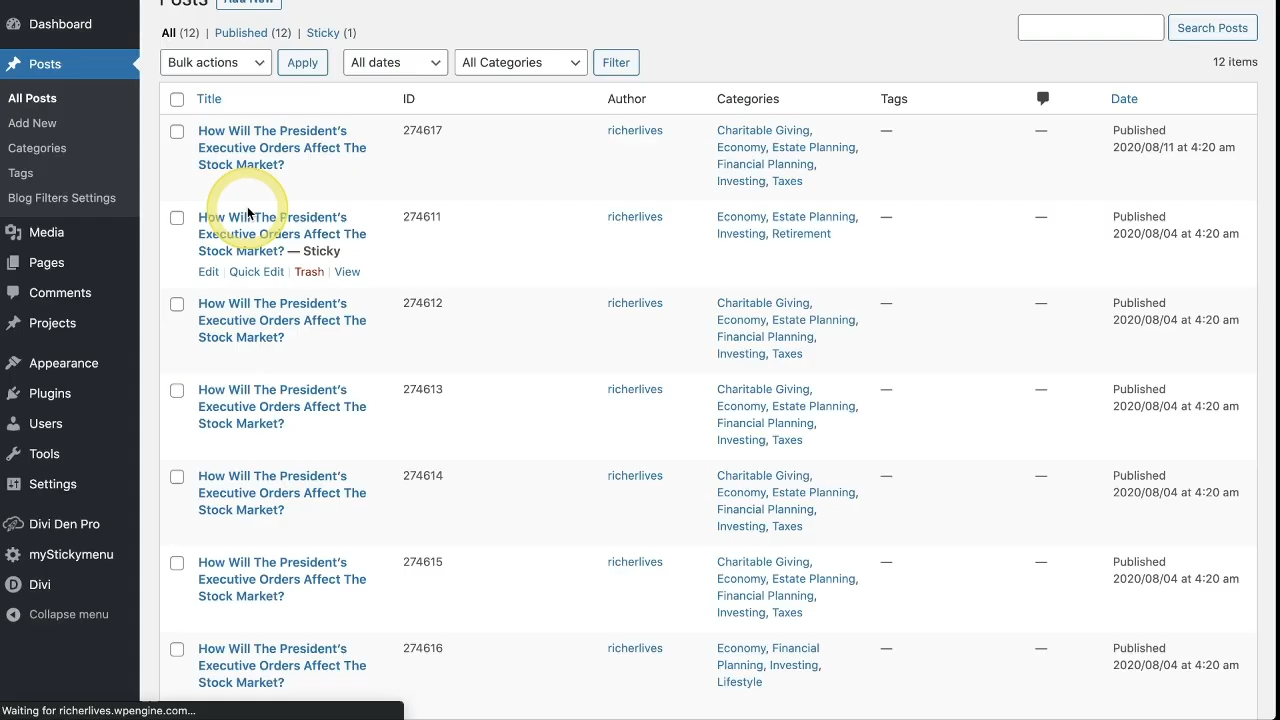 Posts
Add New
Dashboard
Posts
All Posts
Add New
Categories
Tags
Blog Filters Settings
Media
Pages
Comments
Projects
Appearance
Plugins
Users
Tools
Settings
Divi Den Pro
myStickymenu
Divi
Collapse menu
All (12) | Published (12) | Sticky (1)
Search Posts
Bulk actions Apply All dates All Categories Filter 12 items
Title ID Author Categories Tags Date
How Will The President's
Executive Orders Affect The
Stock Market?
274617
richerlives
Charitable Giving,
Economy, Estate Planning,
Financial Planning,
Investing, Taxes
—
—
Published
2020/08/11 at 4:20 am
How Will The President's
Executive Orders Affect The
Stock Market? — Sticky
Edit | Quick Edit | Trash | View
274611
richerlives
Economy, Estate Planning,
Investing, Retirement
—
—
Published
2020/08/04 at 4:20 am
How Will The President's
Executive Orders Affect The
Stock Market?
274612
richerlives
Charitable Giving,
Economy, Estate Planning,
Financial Planning,
Investing, Taxes
—
—
Published
2020/08/04 at 4:20 am
How Will The President's
Executive Orders Affect The
Stock Market?
274613
richerlives
Charitable Giving,
Economy, Estate Planning,
Financial Planning,
Investing, Taxes
—
—
Published
2020/08/04 at 4:20 am
How Will The President's
Executive Orders Affect The
Stock Market?
274614
richerlives
Charitable Giving,
Economy, Estate Planning,
Financial Planning,
Investing, Taxes
—
—
Published
2020/08/04 at 4:20 am
How Will The President's
Executive Orders Affect The
Stock Market?
274615
richerlives
Charitable Giving,
Economy, Estate Planning,
Financial Planning,
Investing, Taxes
—
—
Published
2020/08/04 at 4:20 am
How Will The President's
Executive Orders Affect The
Stock Market?
274616
richerlives
Economy, Financial
Planning, Investing,
Lifestyle
—
—
Published
2020/08/04 at 4:20 am
Waiting for richerlives.wpengine.com...